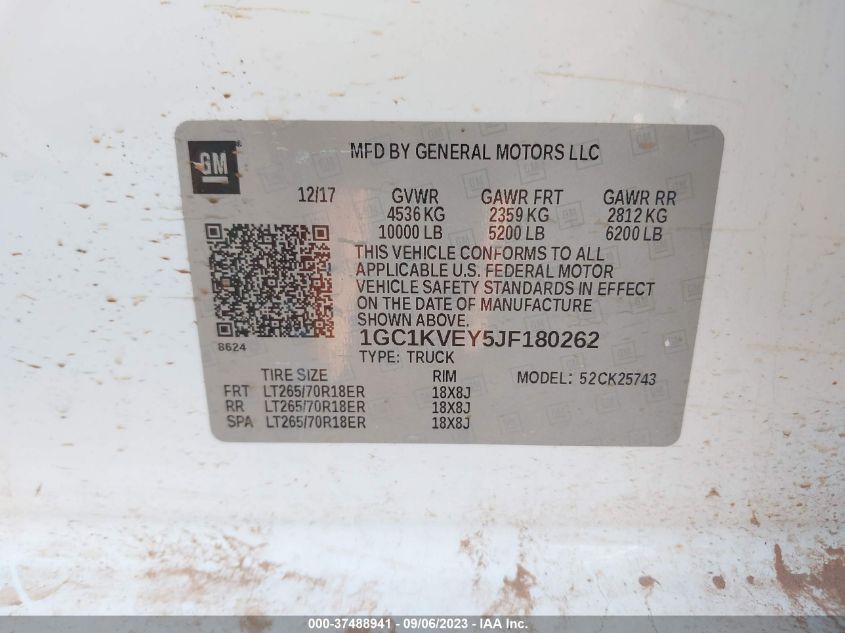 GM
MFD BY GENERAL MOTORS LLC
12/17 GVWR GAWR FRT GAWR RR
4536 KG 2359 KG 2812 KG
10000 LB 5200 LB 6200 LB
THIS VEHICLE CONFORMS TO ALL
APPLICABLE U.S. FEDERAL MOTOR
VEHICLE SAFETY STANDARDS IN EFFECT
ON THE DATE OF MANUFACTURE
SHOWN ABOVE.
8624
1GC1KVEY5JF180262
TYPE: TRUCK
TIRE SIZE RIM MODEL: 52CK25743
FRT LT265/70R18ER 18X8J
RR LT265/70R18ER 18X8J
SPA LT265/70R18ER 18X8J
000-37488941 - 09/06/2023 - IAAI.com